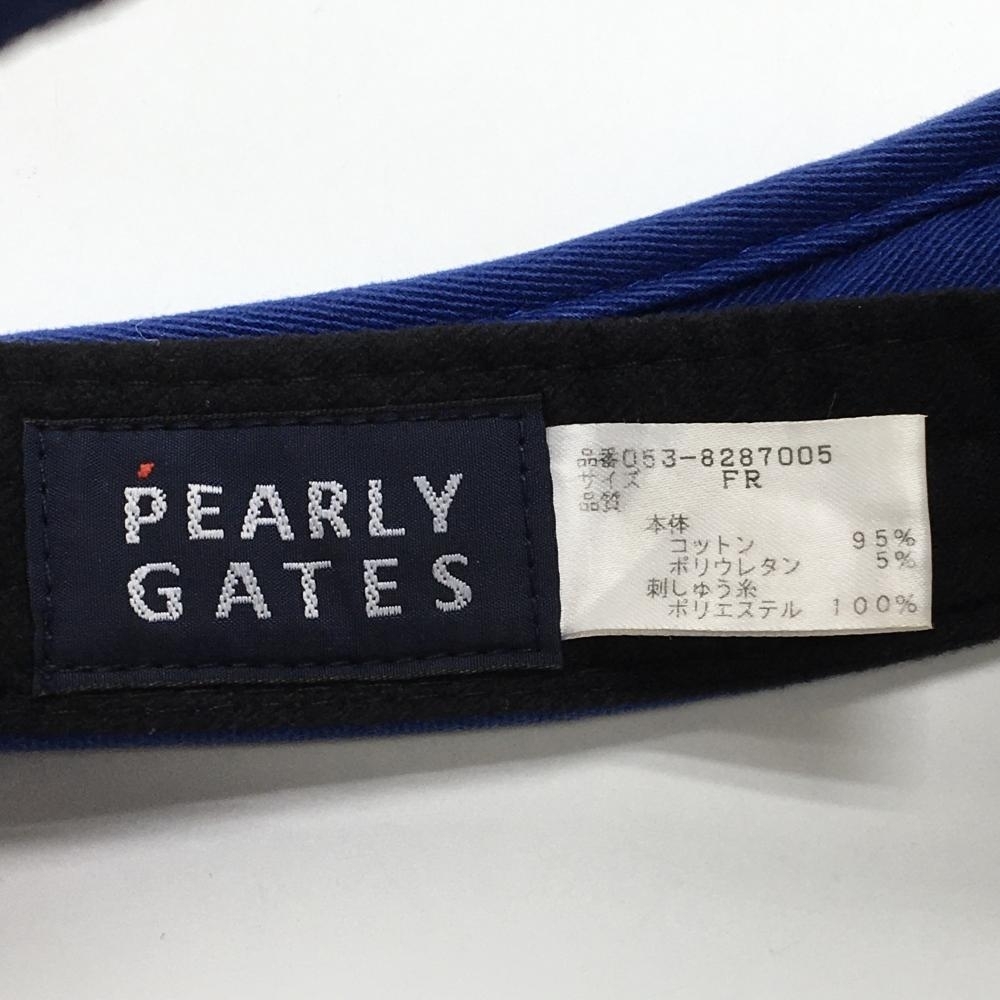 PEARLY
GATES
品番053-8287005
サイズ FR
品質
本体
コットン 95%
ポリウレタン 5%
刺しゅう糸
ポリエステル 100%